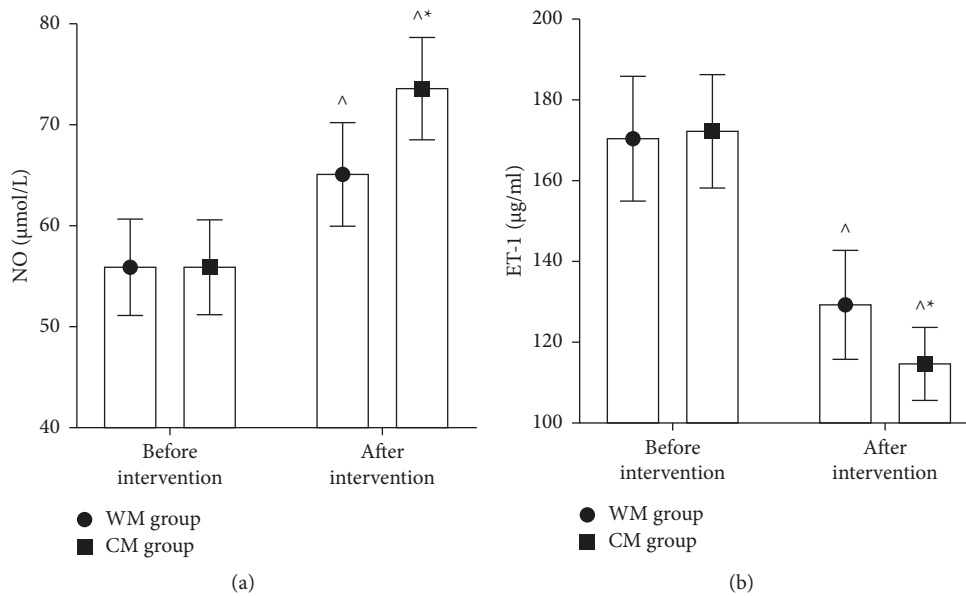 80
70
60
50
40
NO (μmol/L)
^
^*
Before
intervention
After
intervention
WM group
CM group
(a)
200
180
160
140
120
100
ET-1 (μg/ml)
^
^*
Before
intervention
After
intervention
WM group
CM group
(b)